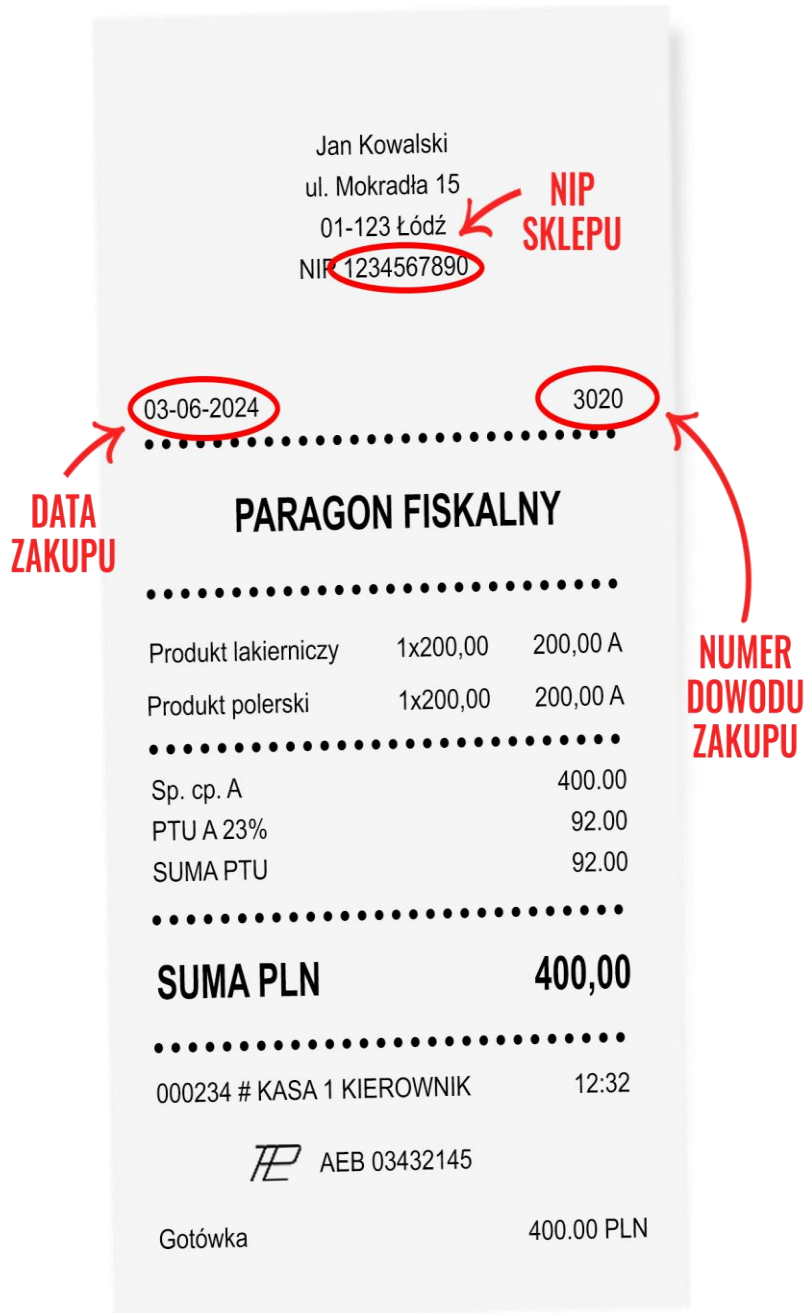 Jan Kowalski
ul. Mokradła 15
01-123 Łódź
NIP 1234567890
NIP
SKLEPU
03-06-2024 3020
DATA
ZAKUPU
PARAGON FISKALNY
Produkt lakierniczy 1x200,00 200,00 A
Produkt polerski 1x200,00 200,00 A
NUMER
DOWODU
ZAKUPU
Sp. cp. A 400.00
PTU A 23% 92.00
SUMA PTU 92.00
SUMA PLN 400,00
000234 # KASA 1 KIEROWNIK 12:32
AEB 03432145
Gotówka 400.00 PLN